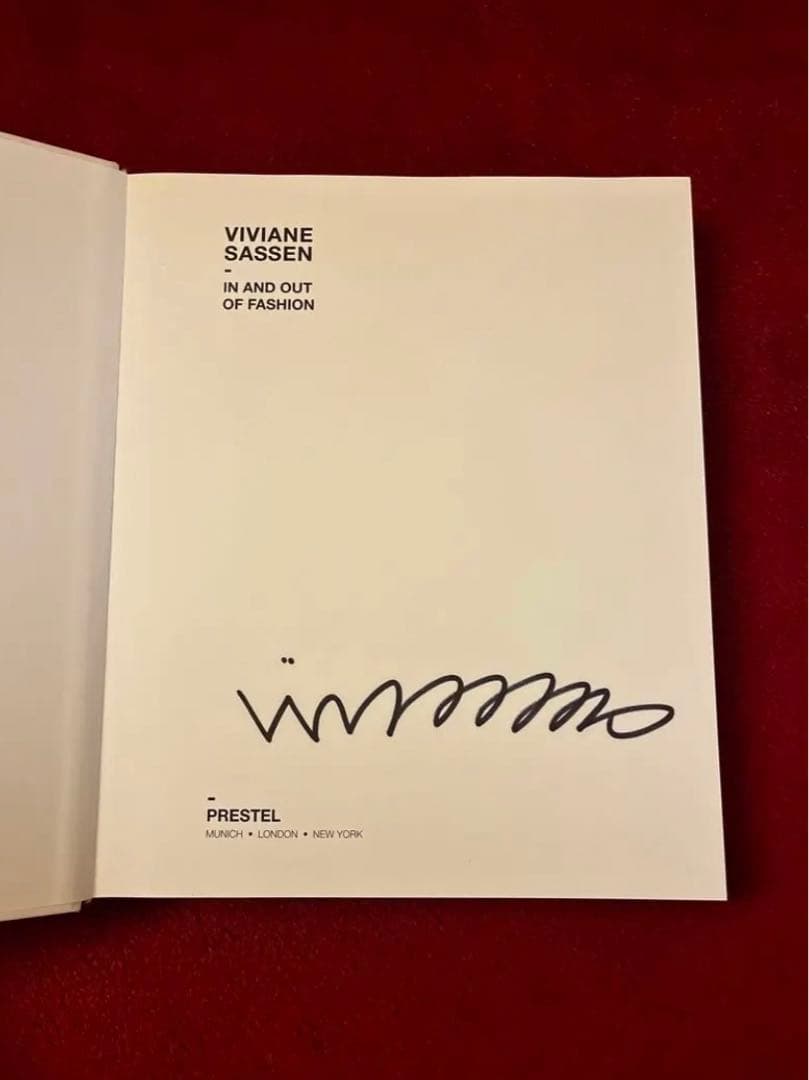 VIVIANE
SASSEN
-
IN AND OUT
OF FASHION
-
PRESTEL
MUNICH • LONDON • NEW YORK